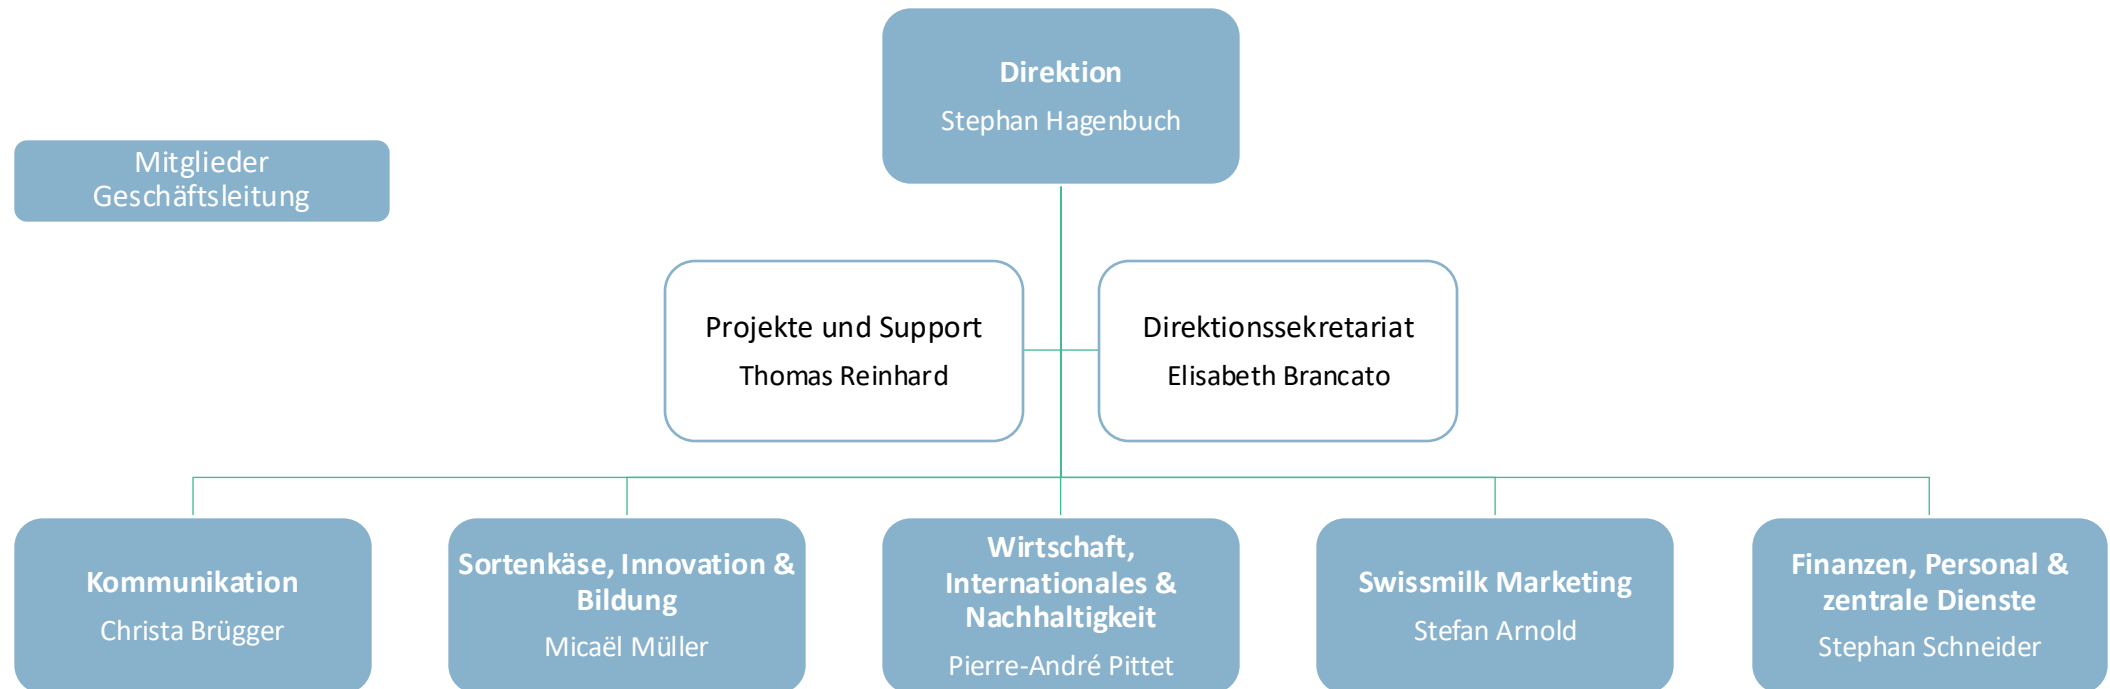 Direktion
Stephan Hagenbuch
Mitglieder
Geschäftsleitung
Projekte und Support
Thomas Reinhard
Direktionssekretariat
Elisabeth Brancato
Kommunikation
Christa Brügger
Sortenkäse, Innovation &
Bildung
Micaël Müller
Wirtschaft,
Internationales &
Nachhaltigkeit
Pierre-André Pittet
Swissmilk Marketing
Stefan Arnold
Finanzen, Personal &
zentrale Dienste
Stephan Schneider